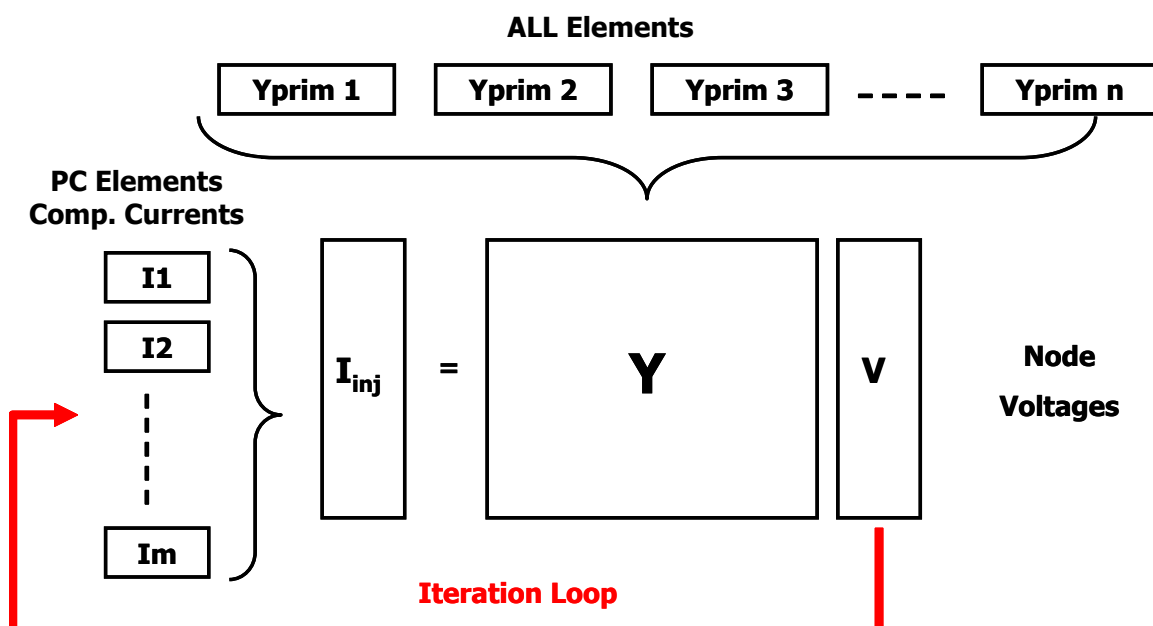 ALL Elements
Yprim 1 Yprim 2 Yprim 3 Yprim n
PC Elements
Comp. Currents
I1
I2
Im
Iinj = Y V
Node
Voltages
Iteration Loop